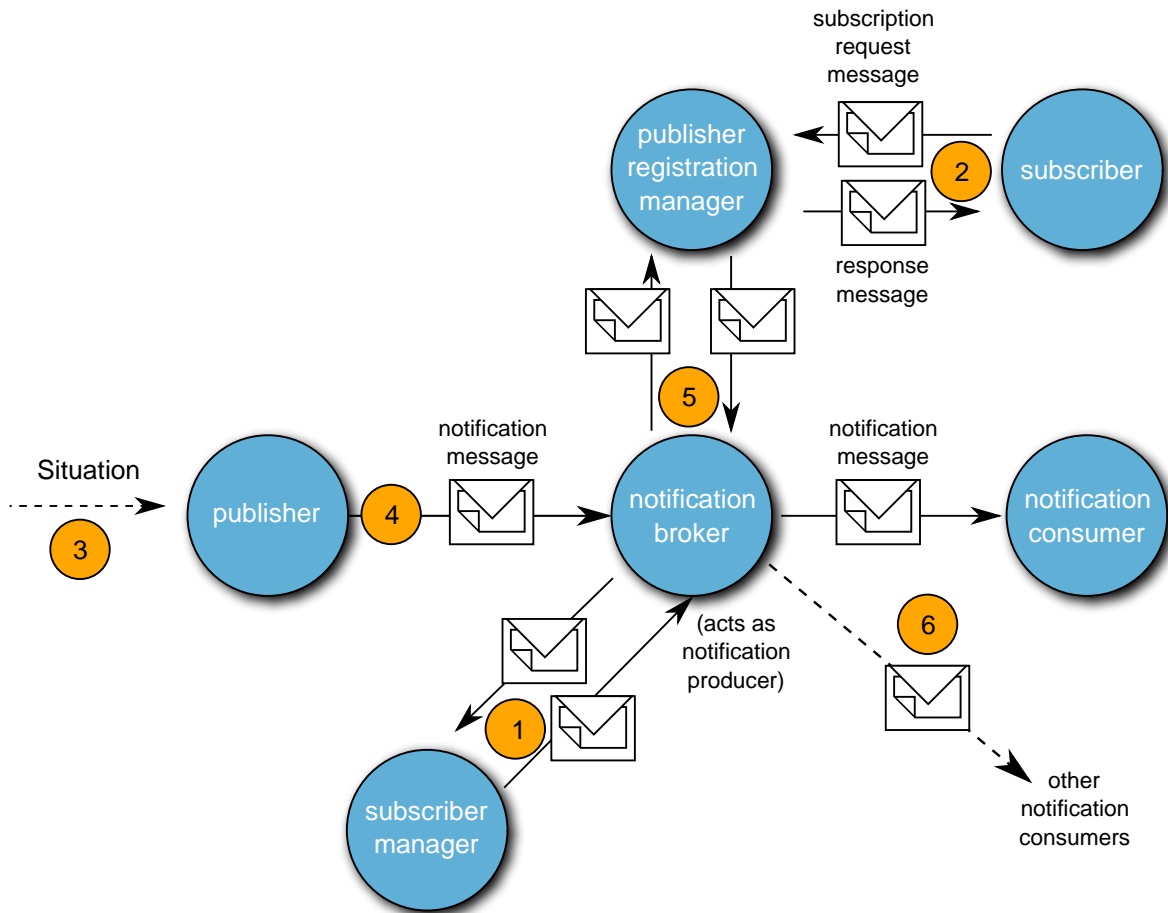 subscription
request
message
publisher
registration
manager
2
subscriber
response
message
5
notification
message
notification
message
Situation
publisher
4
notification
broker
notification
consumer
3
(acts as
notification
producer)
6
1
subscriber
manager
other
notification
consumers